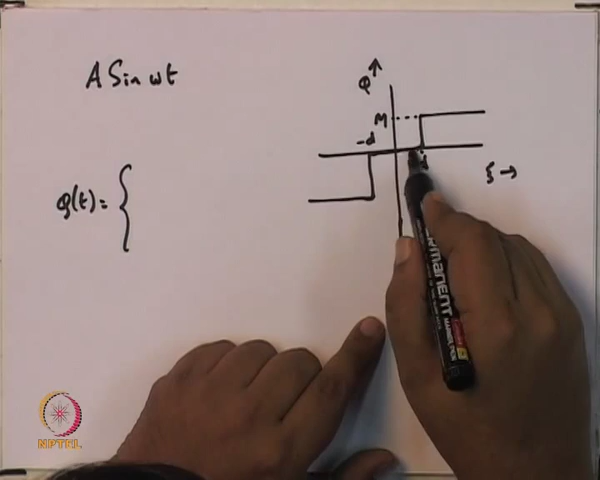 A Sin ωt
φ ↑
M
-d
ξ →
φ(t) = {
PERMANENT
NPTEL